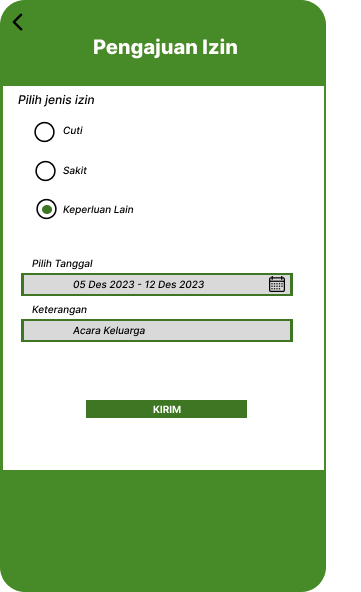 Pengajuan Izin
Pilih jenis izin
Cuti
Sakit
Keperluan Lain
Pilih Tanggal
05 Des 2023 - 12 Des 2023
Keterangan
Acara Keluarga
KIRIM